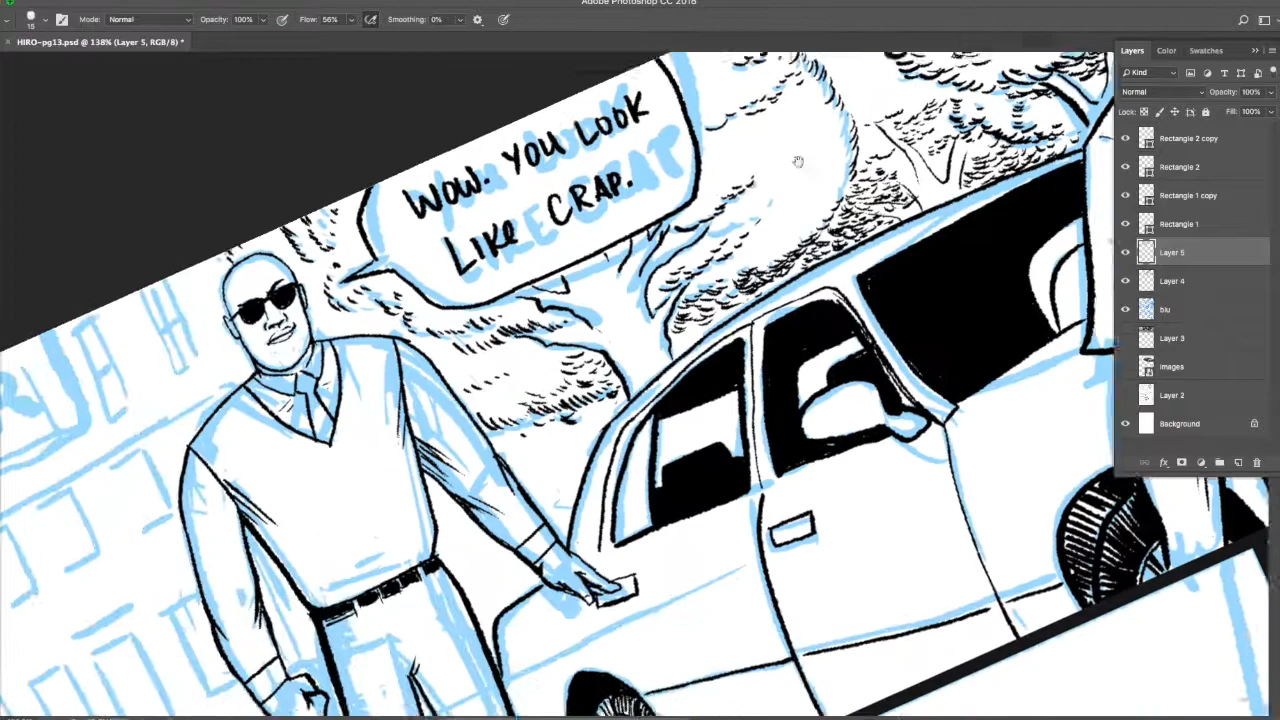 Adobe Photoshop CC 2018
15
Mode: Normal
Opacity: 100%
Flow: 56%
Smoothing: 0%
HIRO-pg13.psd @ 138% (Layer 5, RGB/8) *
WOW. YOU LOOK
LIKE CRAP.
Layers
Color
Swatches
Kind
Normal
Opacity: 100%
Lock:
Fill: 100%
Rectangle 2 copy
Rectangle 2
Rectangle 1 copy
Rectangle 1
Layer 5
Layer 4
blu
Layer 3
images
Layer 2
Background
fx